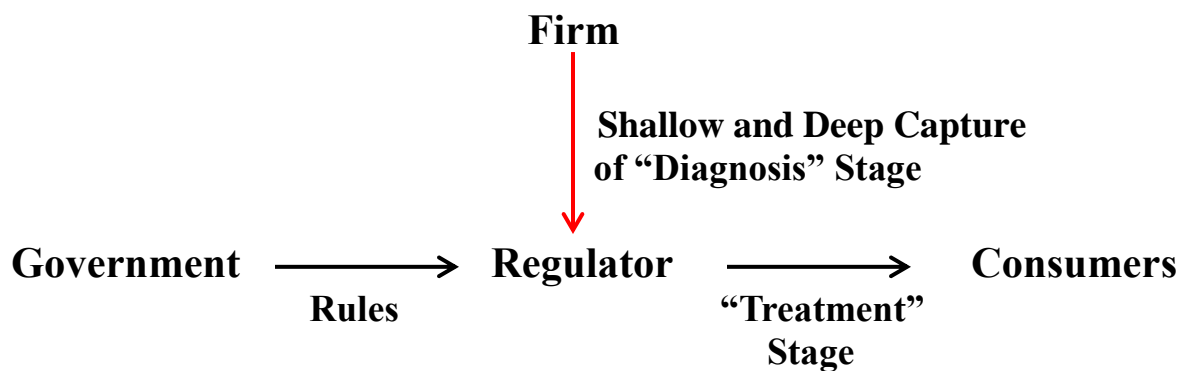 Firm
Shallow and Deep Capture
of “Diagnosis” Stage
Government
Regulator
Consumers
Rules
“Treatment”
Stage